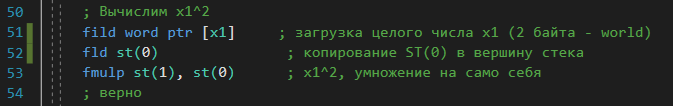 50 ; Вычислим x1^2
51 fild word ptr [x1] ; загрузка целого числа x1 (2 байта - world)
52 fld st(0) ; копирование ST(0) в вершину стека
53 fmulp st(1), st(0) ; x1^2, умножение на само себя
54 ; верно